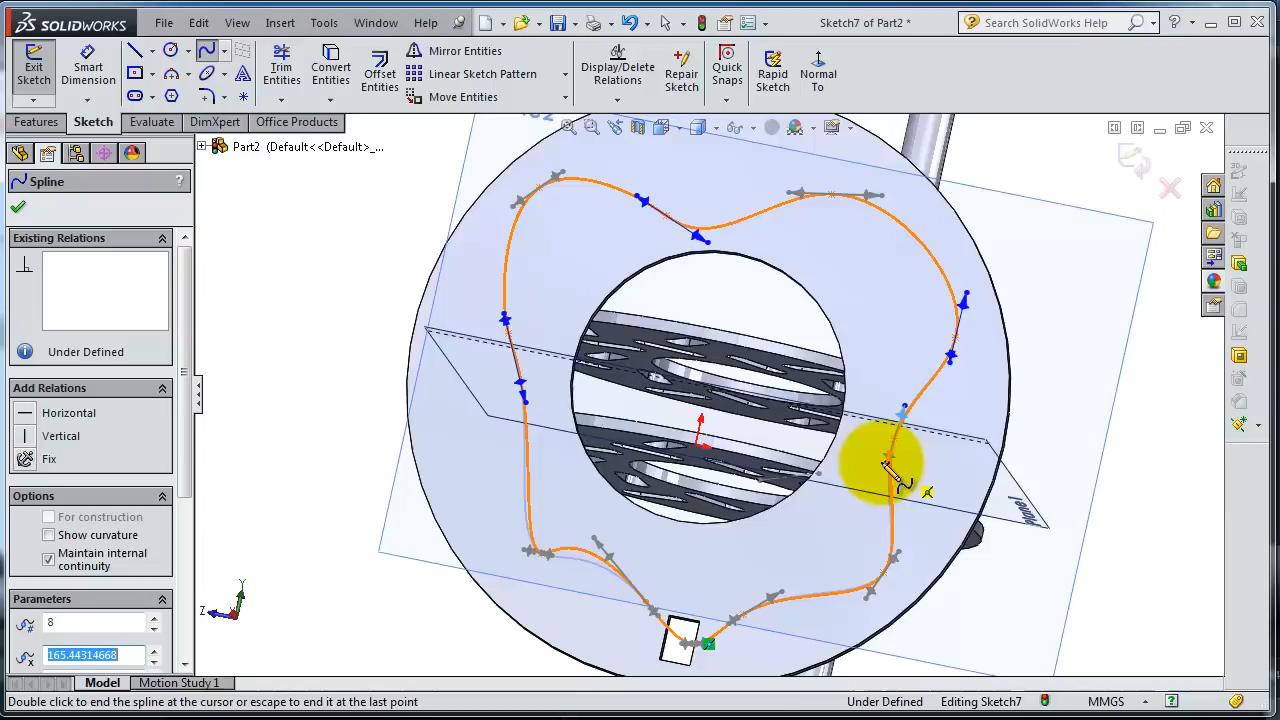 SOLIDWORKS File Edit View Insert Tools Window Help Sketch7 of Part2 * Search SolidWorks Help
Exit Sketch
Smart Dimension
Trim Entities
Convert Entities
Offset Entities
Mirror Entities
Linear Sketch Pattern
Move Entities
Display/Delete Relations
Repair Sketch
Quick Snaps
Rapid Sketch
Normal To
Features Sketch Evaluate DimXpert Office Products
Part2 (Default<<Default>_...
Spline ?
Existing Relations
Under Defined
Add Relations
Horizontal
Vertical
Fix
Options
For construction
Show curvature
Maintain internal
continuity
Parameters
8
165.44314668
Plane1
Y
Z
Model Motion Study 1
Double click to end the spline at the cursor or escape to end it at the last point Under Defined Editing Sketch7 MMGS